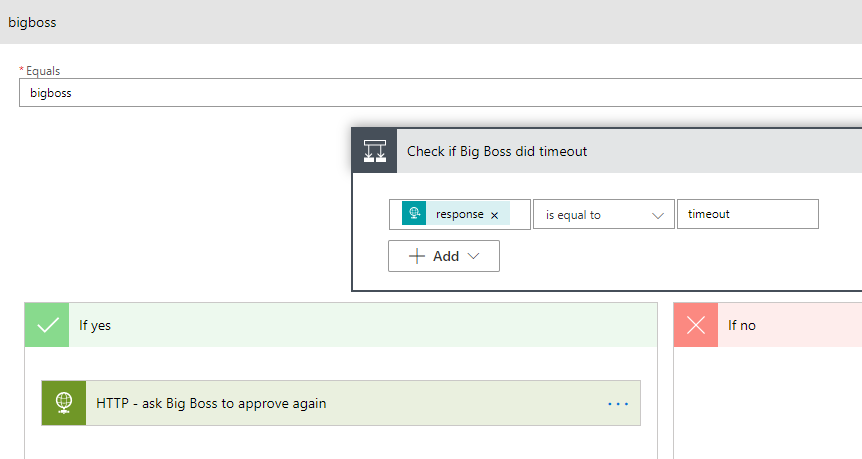 bigboss
* Equals
bigboss
Check if Big Boss did timeout
response × is equal to timeout
+ Add
If yes
If no
HTTP - ask Big Boss to approve again ...